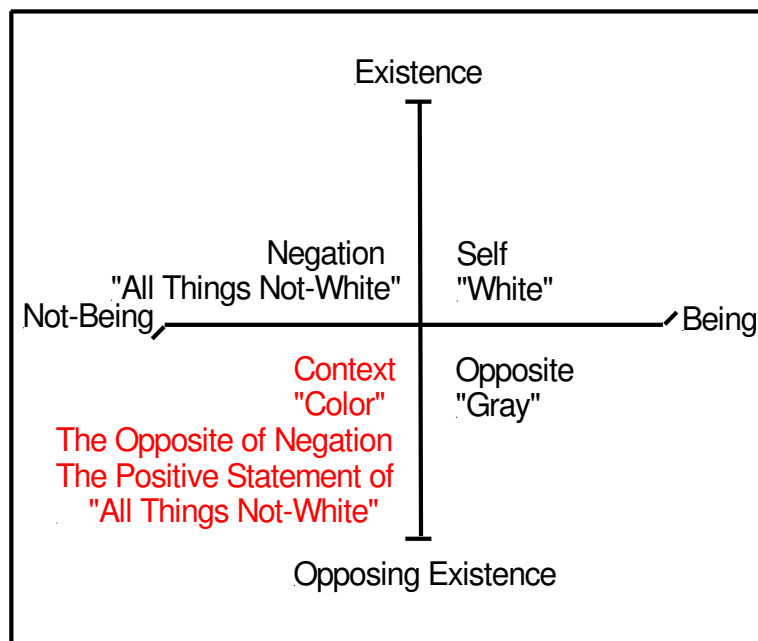 Existence
Negation
"All Things Not-White"
Self
"White"
Not-Being
Being
Context
"Color"
The Opposite of Negation
The Positive Statement of
"All Things Not-White"
Opposite
"Gray"
Opposing Existence